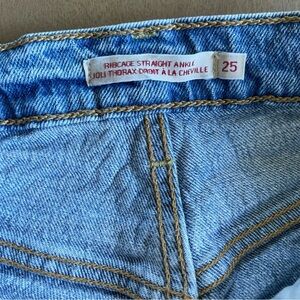 RIBCAGE STRAIGHT ANKLE
JOLI THORAX DROIT À LA CHEVILLE
25